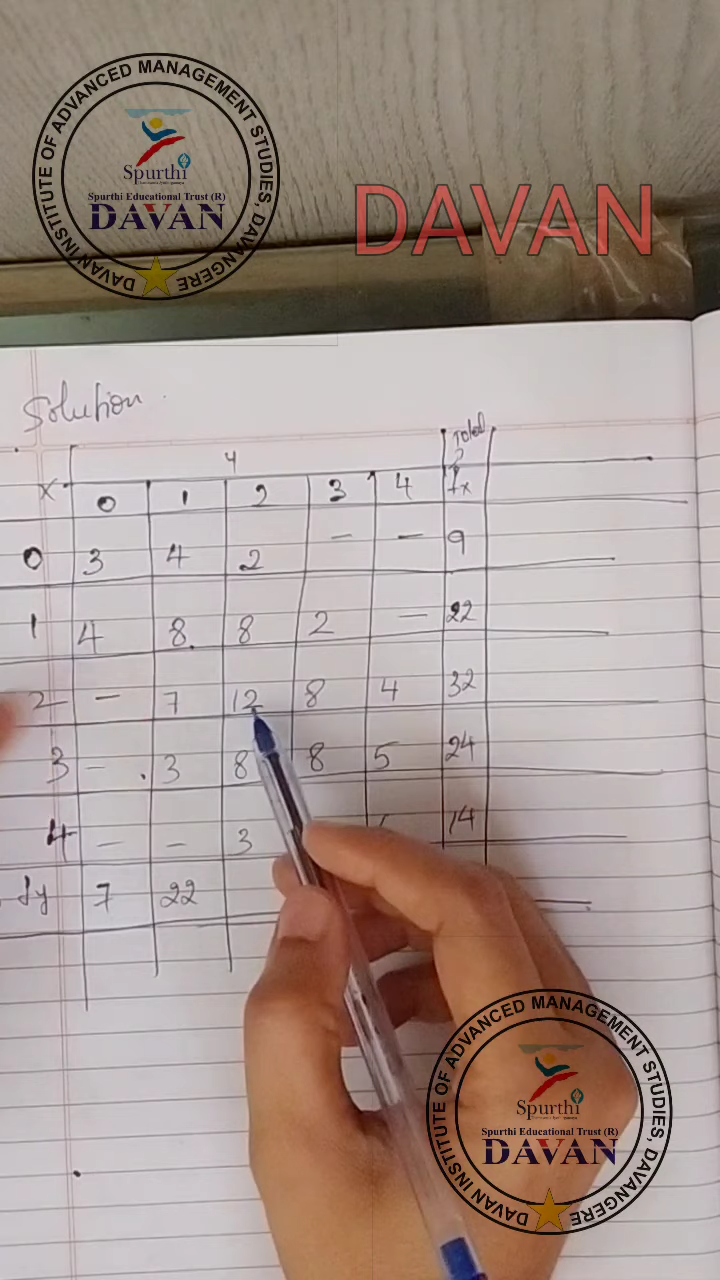 DAVAN INSTITUTE OF ADVANCED MANAGEMENT STUDIES, DAVANGERE
Spurthi
Spurthi Educational Trust (R)
DAVAN
DAVAN
Solution
y Total
x 0 1 2 3 4 fx
0 3 4 2 – – 9
1 4 8 8 2 – 22
2 – 7 12 8 4 32
3 – 3 8 8 5 24
4 – – 3 14
fy 7 22
DAVAN INSTITUTE OF ADVANCED MANAGEMENT STUDIES, DAVANGERE
Spurthi
Spurthi Educational Trust (R)
DAVAN